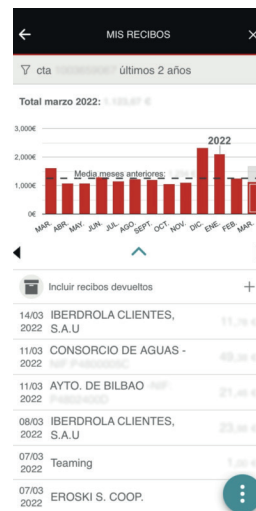 MIS RECIBOS
cta últimos 2 años
Total marzo 2022:
3,000€
2022
2,000€
Media meses anteriores:
1,000€
0€
MAR. ABR. MAY. JUN. JUL. AGO. SEPT. OCT. NOV. DIC. ENE. FEB. MAR.
Incluir recibos devueltos
14/03 IBERDROLA CLIENTES,
2022 S.A.U
11/03 CONSORCIO DE AGUAS -
2022
11/03 AYTO. DE BILBAO
2022
08/03 IBERDROLA CLIENTES,
2022 S.A.U
07/03 Teaming
2022
07/03 EROSKI S. COOP.
2022